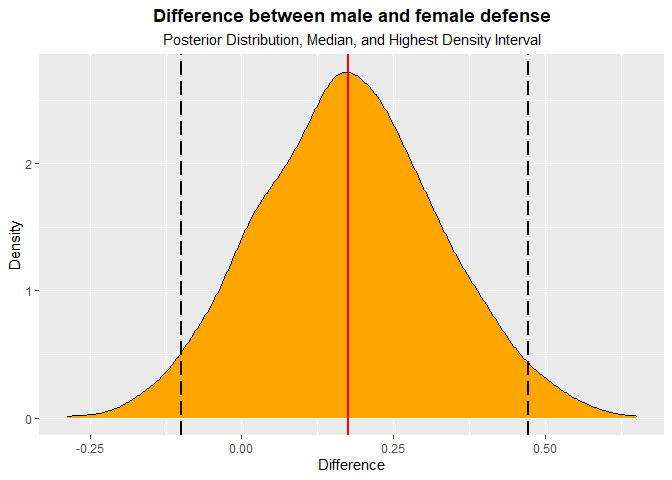 Difference between male and female defense
Posterior Distribution, Median, and Highest Density Interval
Density
2
1
0
-0.25 0.00 0.25 0.50
Difference